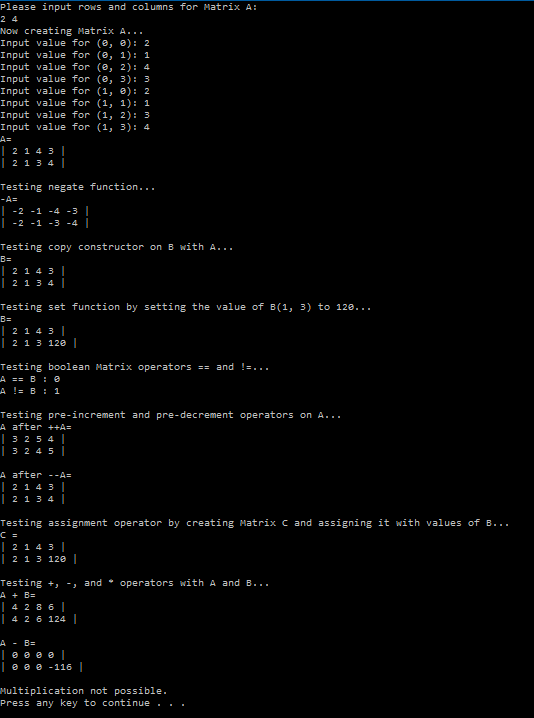 Please input rows and columns for Matrix A:
2 4
Now creating Matrix A...
Input value for (0, 0): 2
Input value for (0, 1): 1
Input value for (0, 2): 4
Input value for (0, 3): 3
Input value for (1, 0): 2
Input value for (1, 1): 1
Input value for (1, 2): 3
Input value for (1, 3): 4
A=
| 2 1 4 3 |
| 2 1 3 4 |

Testing negate function...
-A=
| -2 -1 -4 -3 |
| -2 -1 -3 -4 |

Testing copy constructor on B with A...
B=
| 2 1 4 3 |
| 2 1 3 4 |

Testing set function by setting the value of B(1, 3) to 120...
B=
| 2 1 4 3 |
| 2 1 3 120 |

Testing boolean Matrix operators == and !=...
A == B : 0
A != B : 1

Testing pre-increment and pre-decrement operators on A...
A after ++A=
| 3 2 5 4 |
| 3 2 4 5 |

A after --A=
| 2 1 4 3 |
| 2 1 3 4 |

Testing assignment operator by creating Matrix C and assigning it with values of B...
C =
| 2 1 4 3 |
| 2 1 3 120 |

Testing +, -, and * operators with A and B...
A + B=
| 4 2 8 6 |
| 4 2 6 124 |

A - B=
| 0 0 0 0 |
| 0 0 0 -116 |

Multiplication not possible.
Press any key to continue . . .